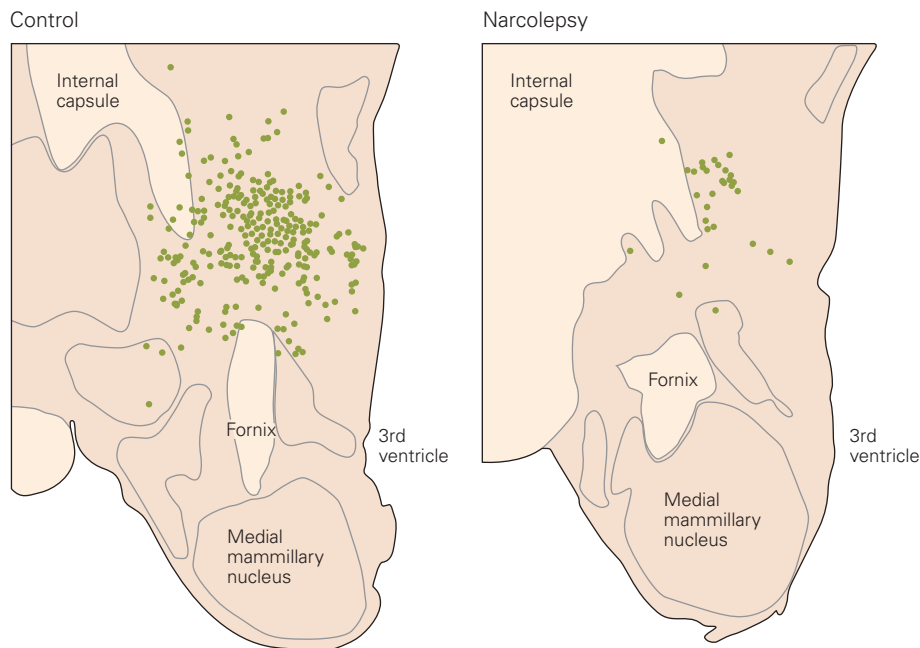 Control
Internal
capsule
Fornix
3rd
ventricle
Medial
mammillary
nucleus
Narcolepsy
Internal
capsule
Fornix
3rd
ventricle
Medial
mammillary
nucleus